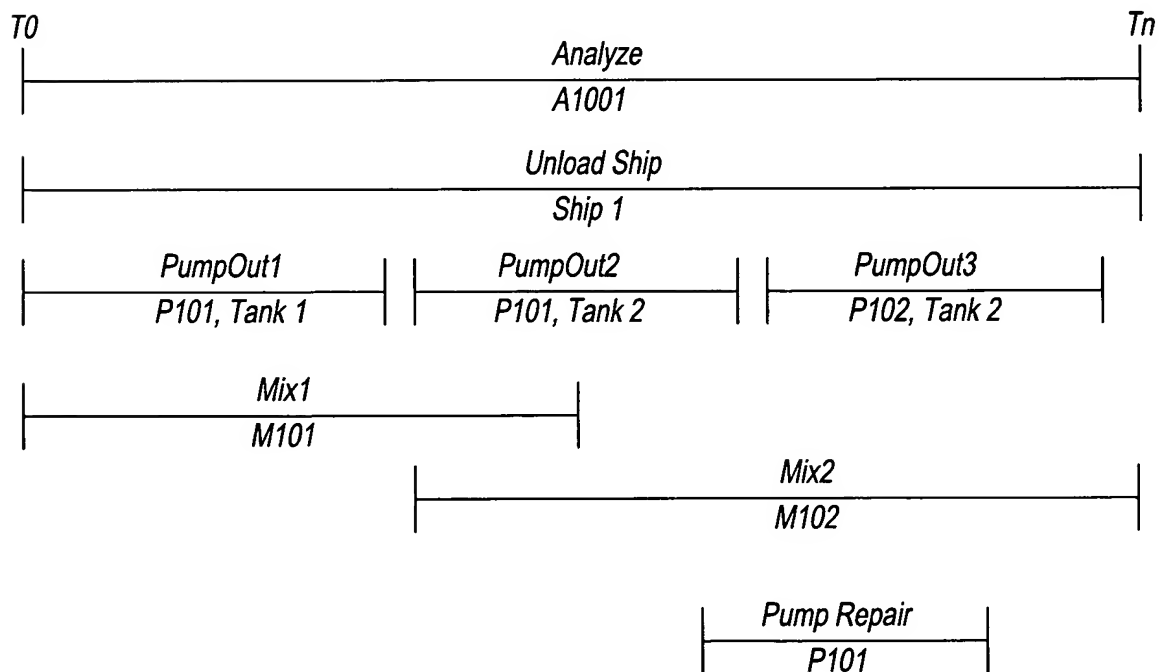 T0 Tn
Analyze
A1001
Unload Ship
Ship 1
PumpOut1 PumpOut2 PumpOut3
P101, Tank 1 P101, Tank 2 P102, Tank 2
Mix1
M101
Mix2
M102
Pump Repair
P101